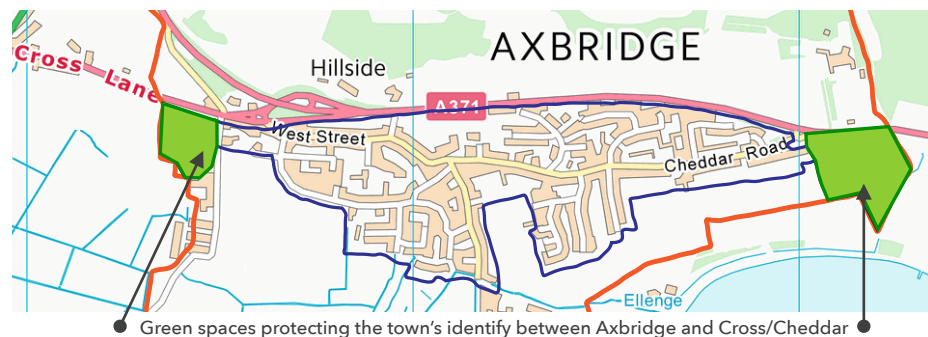 AXBRIDGE
Cross Lane
Hillside
A371
West Street
Cheddar Road
Ellenge
Green spaces protecting the town's identify between Axbridge and Cross/Cheddar